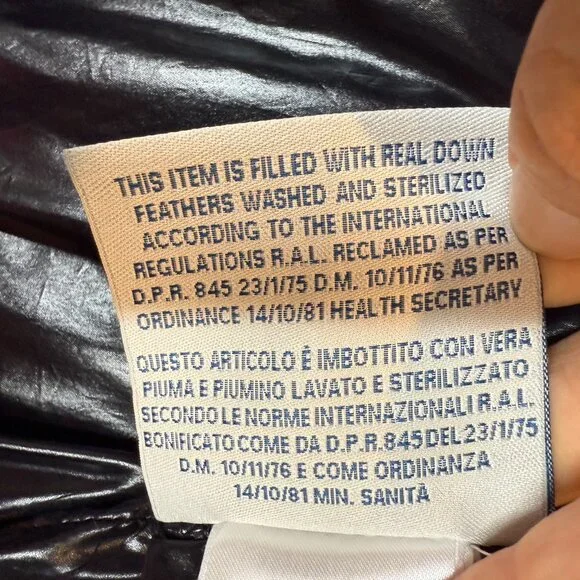 THIS ITEM IS FILLED WITH REAL DOWN
FEATHERS WASHED AND STERILIZED
ACCORDING TO THE INTERNATIONAL
REGULATIONS R.A.L. RECLAMED AS PER
D.P.R. 845 23/1/75 D.M. 10/11/76 AS PER
ORDINANCE 14/10/81 HEALTH SECRETARY
QUESTO ARTICOLO É IMBOTTITO CON VERA
PIUMA E PIUMINO LAVATO E STERILIZZATO
SECONDO LE NORME INTERNAZIONALI R.A.L.
BONIFICATO COME DA D.P.R. 845 DEL 23/1/75
D.M. 10/11/76 E COME ORDINANZA
14/10/81 MIN. SANITÀ